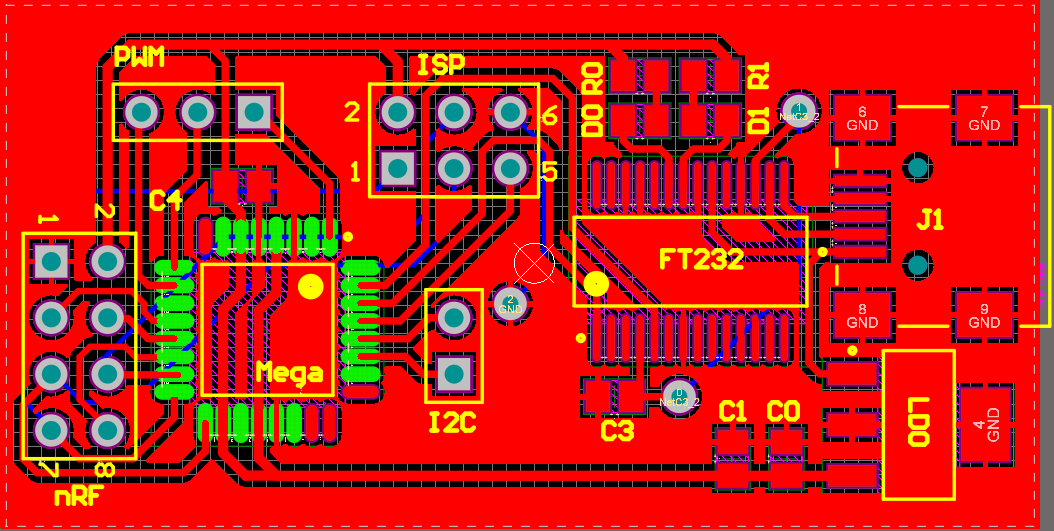 PWM
ISP
R0
R1
2
6
D0
D1
1
NetC3_2
6
GND
7
GND
1
5
C4
1
2
J1
FT232
2
GND
8
GND
9
GND
Mega
0
NetC3_2
I2C
C3
C1
C0
LDO
4
GND
7
8
nRF